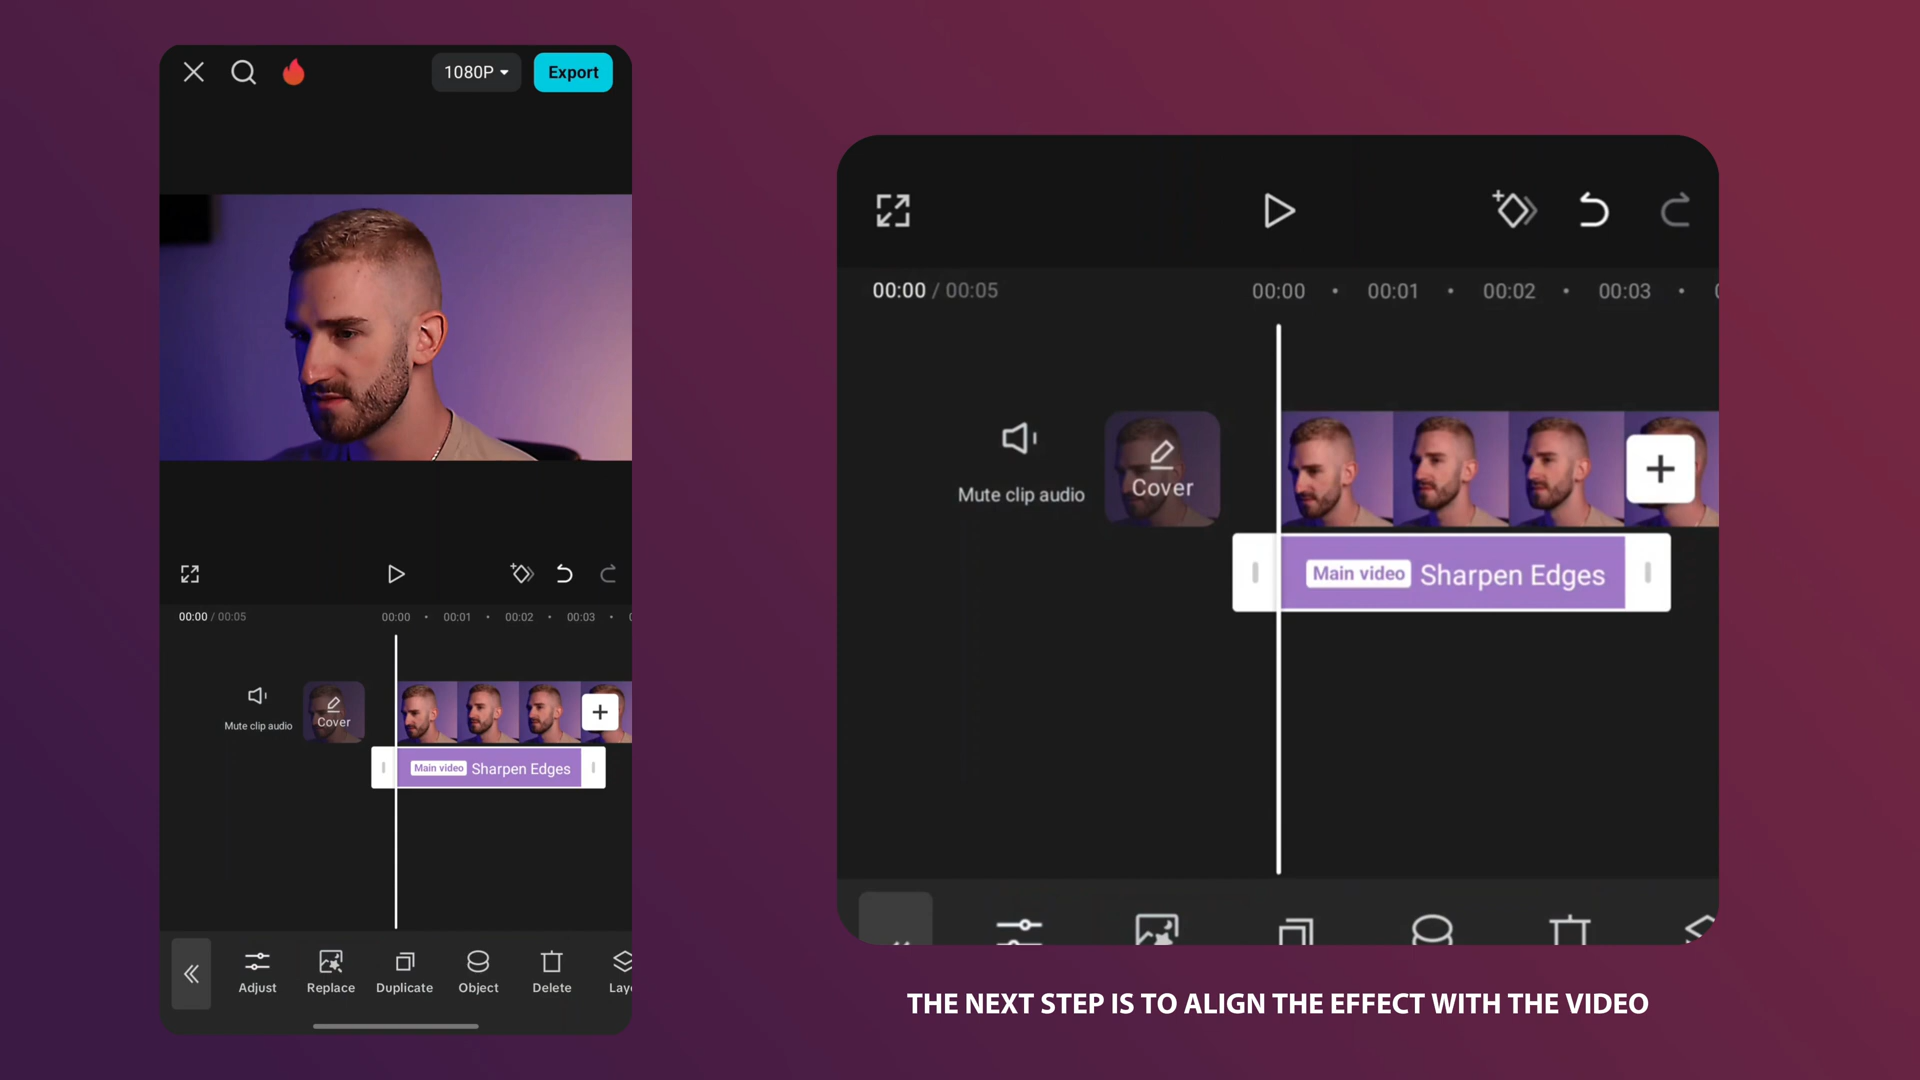 1080P
Export
00:00 / 00:05
00:00
00:01
00:02
00:03
Mute clip audio
Cover
Main video
Sharpen Edges
Adjust
Replace
Duplicate
Object
Delete
Lay
00:00 / 00:05
00:00
00:01
00:02
00:03
Mute clip audio
Cover
Main video
Sharpen Edges
THE NEXT STEP IS TO ALIGN THE EFFECT WITH THE VIDEO